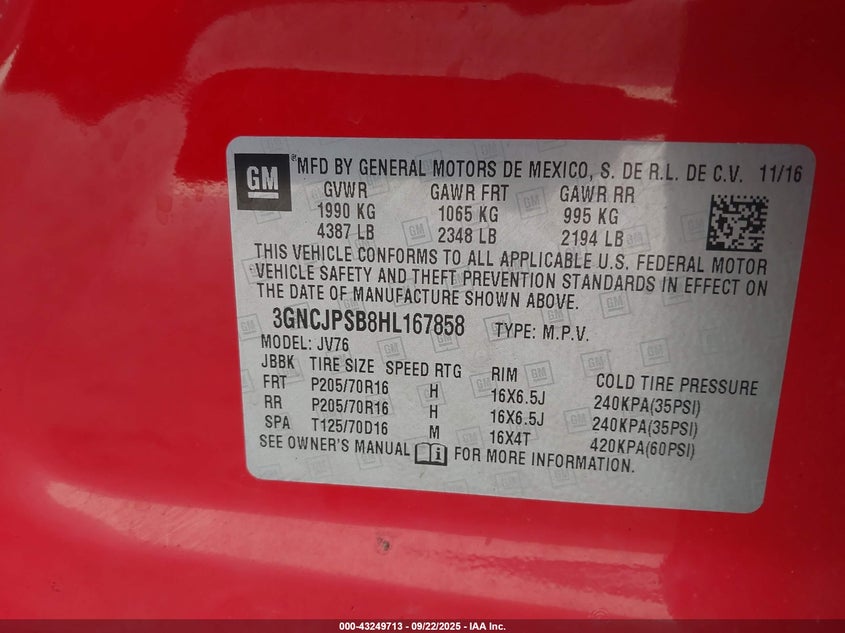 GM
® MFD BY GENERAL MOTORS DE MEXICO, S. DE R.L. DE C.V. 11/16
GVWR GAWR FRT GAWR RR
1990 KG 1065 KG 995 KG
4387 LB 2348 LB 2194 LB
THIS VEHICLE CONFORMS TO ALL APPLICABLE U.S. FEDERAL MOTOR
VEHICLE SAFETY AND THEFT PREVENTION STANDARDS IN EFFECT ON
THE DATE OF MANUFACTURE SHOWN ABOVE.
3GNCJPSB8HL167858 TYPE: M.P.V.
MODEL: JV76
JBBK TIRE SIZE SPEED RTG RIM COLD TIRE PRESSURE
FRT P205/70R16 H 16X6.5J 240KPA(35PSI)
RR P205/70R16 H 16X6.5J 240KPA(35PSI)
SPA T125/70D16 M 16X4T 420KPA(60PSI)
SEE OWNER'S MANUAL FOR MORE INFORMATION.
000-43249713 - 09/22/2025 - IAA Inc.